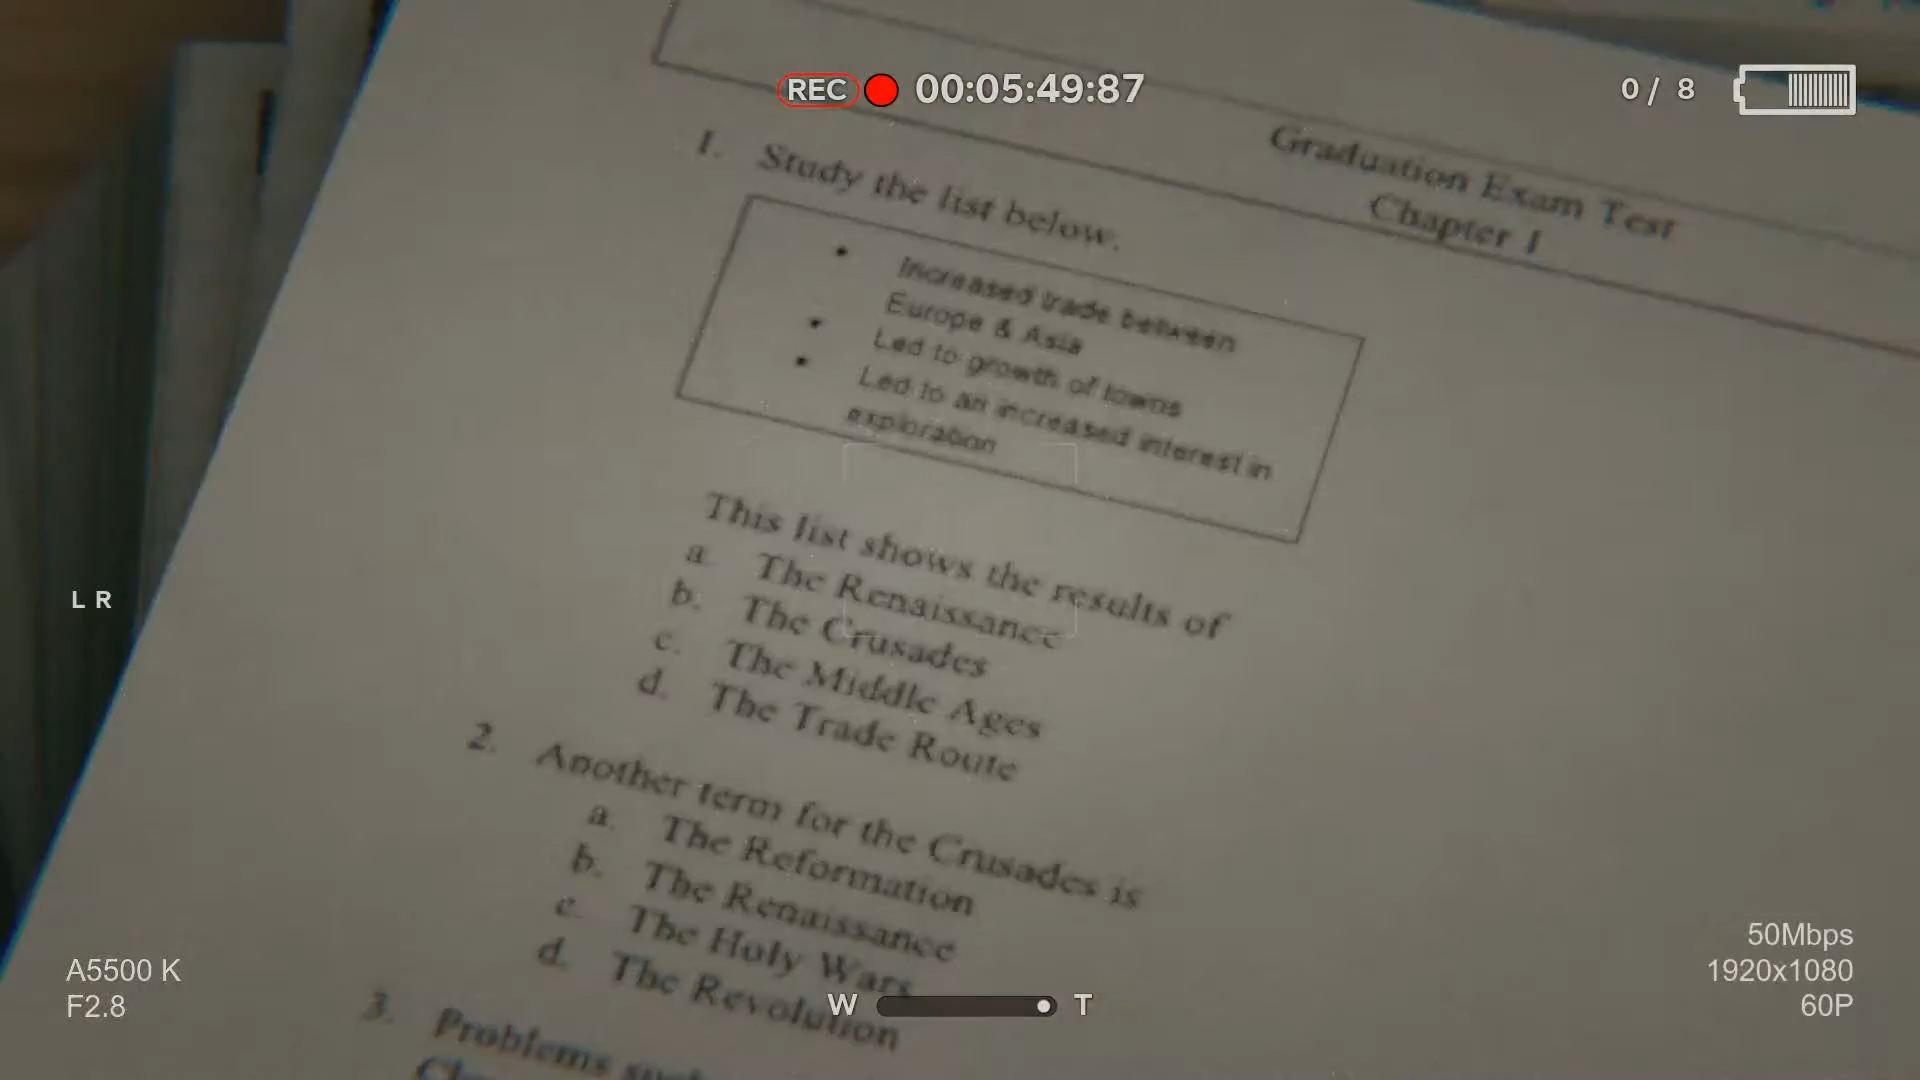 REC 00:05:49:87
0 / 8
Graduation Exam Test
Chapter 1
1. Study the list below.
• Increased trade between
Europe & Asia
• Led to growth of towns
• Led to an increased interest in
exploration
This list shows the results of
a. The Renaissance
b. The Crusades
c. The Middle Ages
d. The Trade Route
2. Another term for the Crusades is
a. The Reformation
b. The Renaissance
c. The Holy Wars
d. The Revolution
3. Problems
L R
A5500 K
F2.8
W T
50Mbps
1920x1080
60P